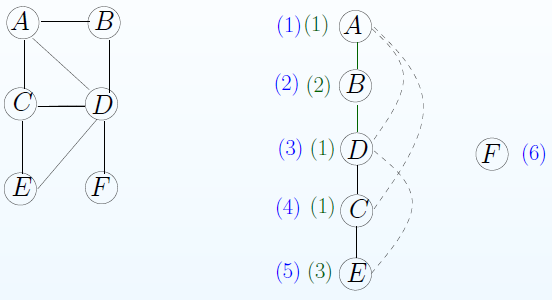 A B
C D
E F
(1) (1) A
(2) (2) B
(3) (1) D
(4) (1) C
(5) (3) E
F (6)